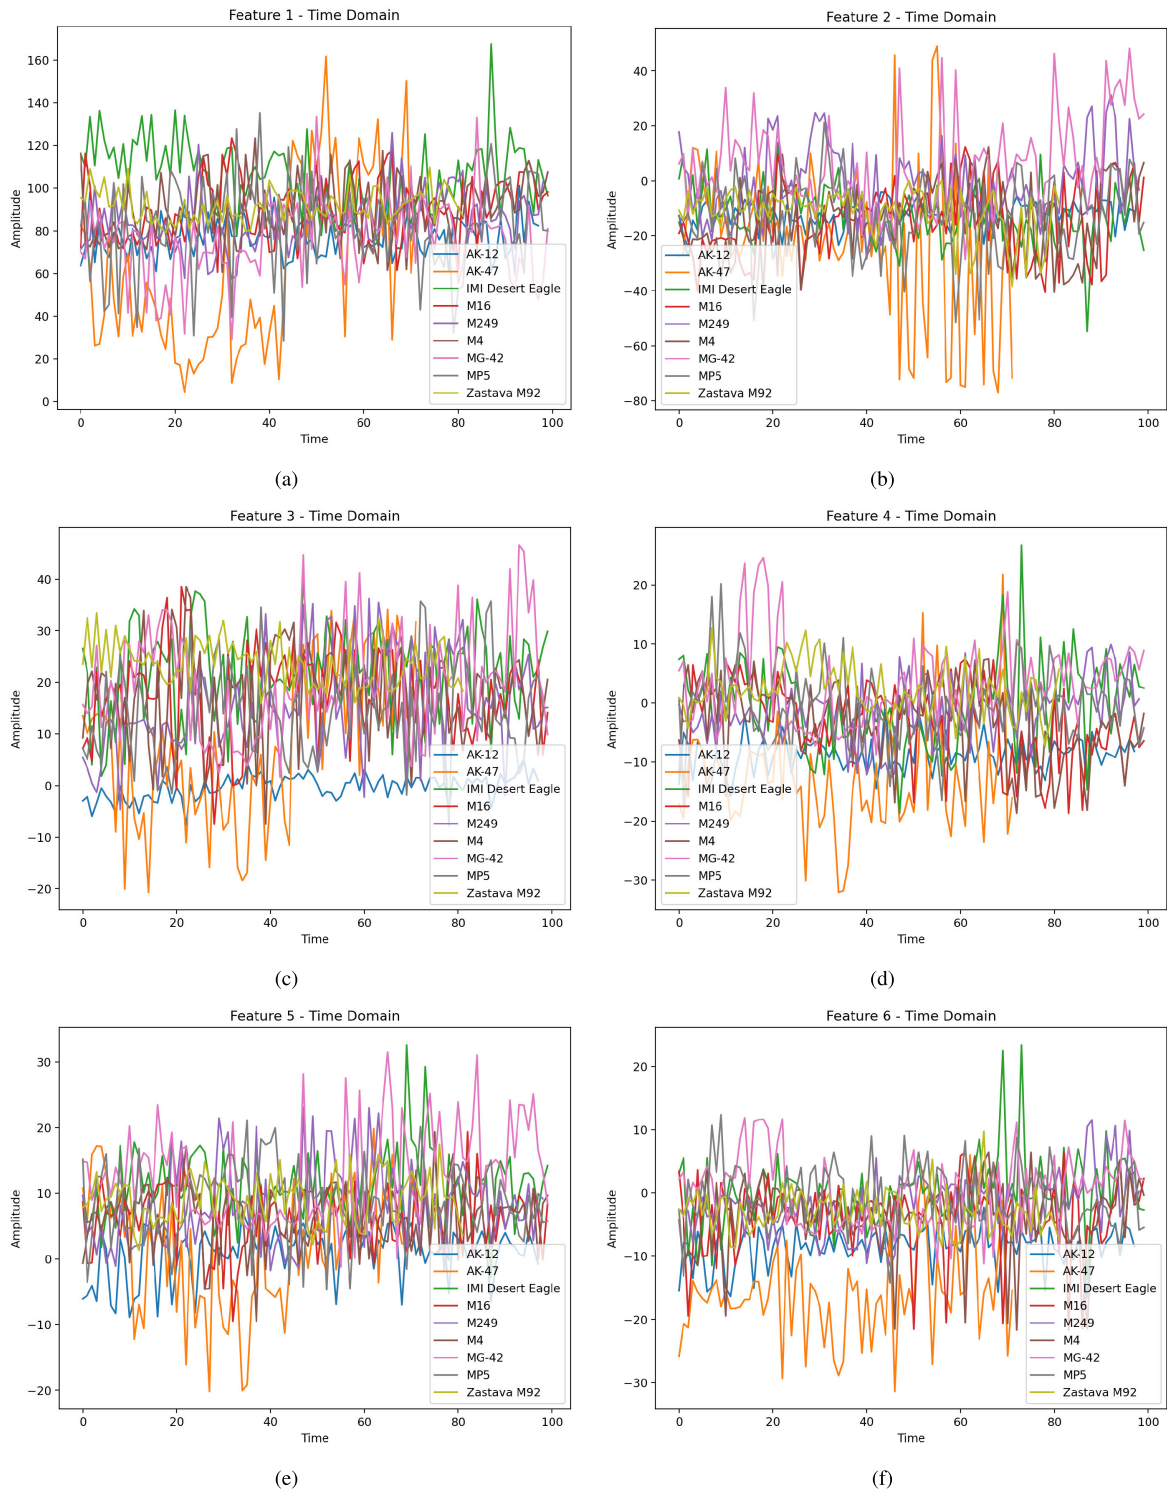 Feature 1 - Time Domain
Amplitude
160
140
120
100
80
60
40
20
0
0 20 40 60 80 100
Time
AK-12
AK-47
IMI Desert Eagle
M16
M249
M4
MG-42
MP5
Zastava M92
(a)
Feature 2 - Time Domain
Amplitude
40
20
0
−20
−40
−60
−80
0 20 40 60 80 100
Time
AK-12
AK-47
IMI Desert Eagle
M16
M249
M4
MG-42
MP5
Zastava M92
(b)
Feature 3 - Time Domain
Amplitude
40
30
20
10
0
−10
−20
0 20 40 60 80 100
Time
AK-12
AK-47
IMI Desert Eagle
M16
M249
M4
MG-42
MP5
Zastava M92
(c)
Feature 4 - Time Domain
Amplitude
20
10
0
−10
−20
−30
0 20 40 60 80 100
Time
AK-12
AK-47
IMI Desert Eagle
M16
M249
M4
MG-42
MP5
Zastava M92
(d)
Feature 5 - Time Domain
Amplitude
30
20
10
0
−10
−20
0 20 40 60 80 100
Time
AK-12
AK-47
IMI Desert Eagle
M16
M249
M4
MG-42
MP5
Zastava M92
(e)
Feature 6 - Time Domain
Amplitude
20
10
0
−10
−20
−30
0 20 40 60 80 100
Time
AK-12
AK-47
IMI Desert Eagle
M16
M249
M4
MG-42
MP5
Zastava M92
(f)